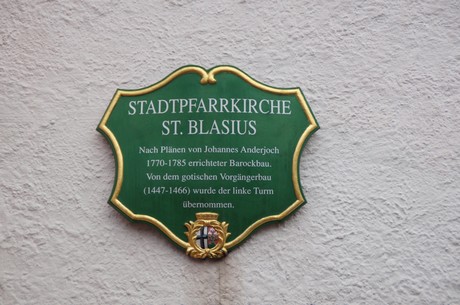 STADTPFARRKIRCHE
ST. BLASIUS
Nach Plänen von Johannes Anderjoch
1770-1785 errichteter Barockbau.
Von dem gotischen Vorgängerbau
(1447-1466) wurde der linke Turm
übernommen.